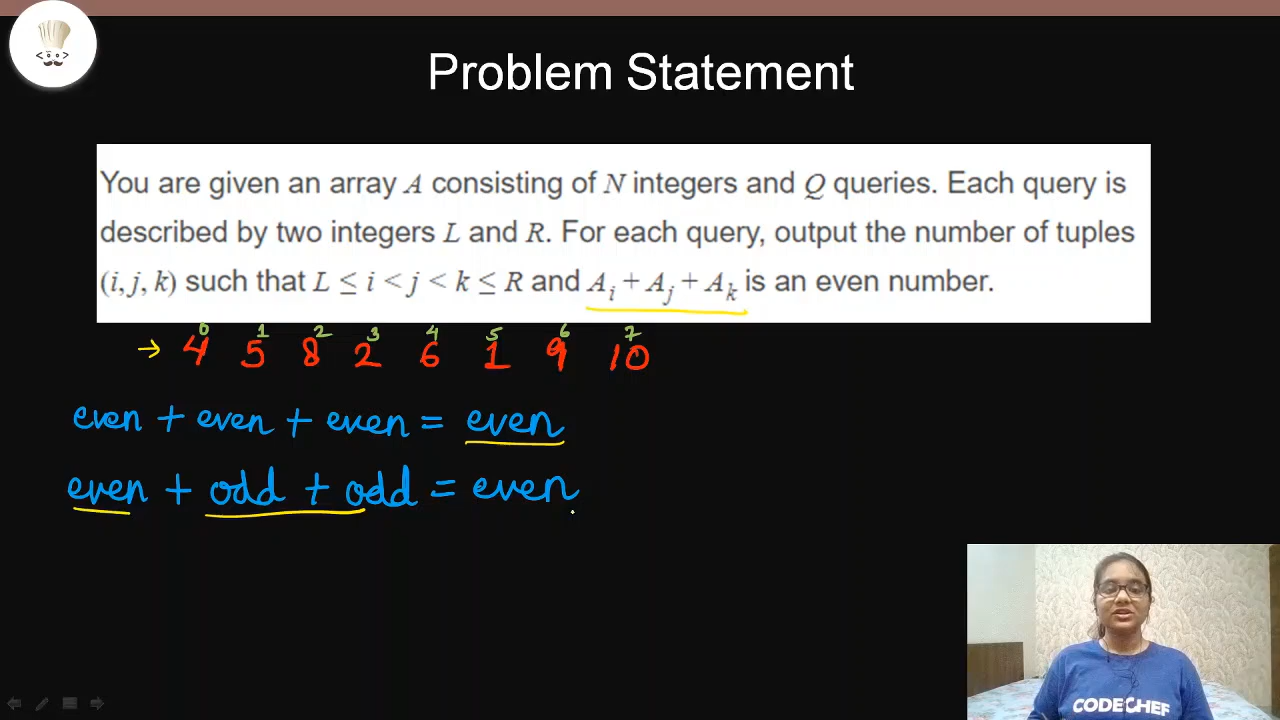 Problem Statement
You are given an array A consisting of N integers and Q queries. Each query is
described by two integers L and R. For each query, output the number of tuples
(i, j, k) such that L ≤ i < j < k ≤ R and A_i + A_j + A_k is an even number.
0 1 2 3 4 5 6 7
→ 4 5 8 2 6 1 9 10
even + even + even = even
even + odd + odd = even
CODECHEF